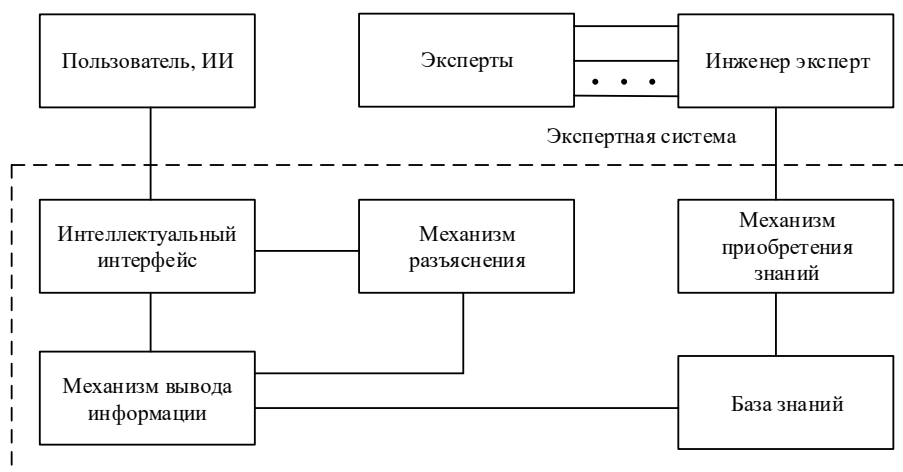 Пользователь, ИИ
Эксперты
Инженер эксперт
Экспертная система
Интеллектуальный
интерфейс
Механизм
разъяснения
Механизм
приобретения
знаний
Механизм вывода
информации
База знаний